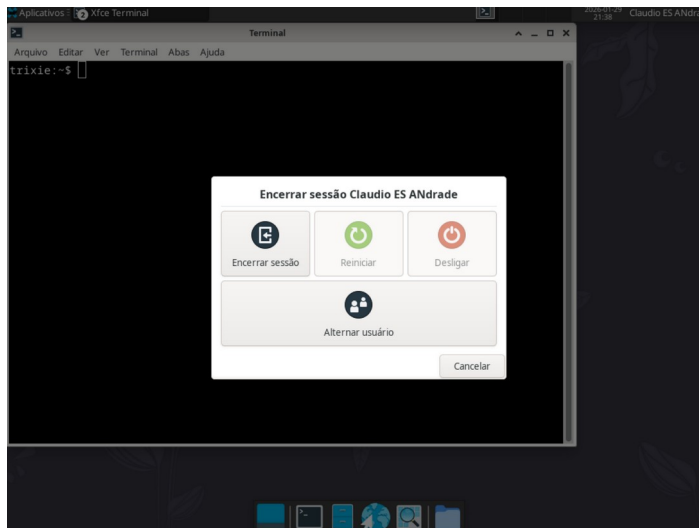 Aplicativos
2 Xfce Terminal
2026-01-29
21:38
Claudio ES ANdra
Terminal
Arquivo Editar Ver Terminal Abas Ajuda
trixie:~$
Encerrar sessão Claudio ES ANdrade
Encerrar sessão
Reiniciar
Desligar
Alternar usuário
Cancelar